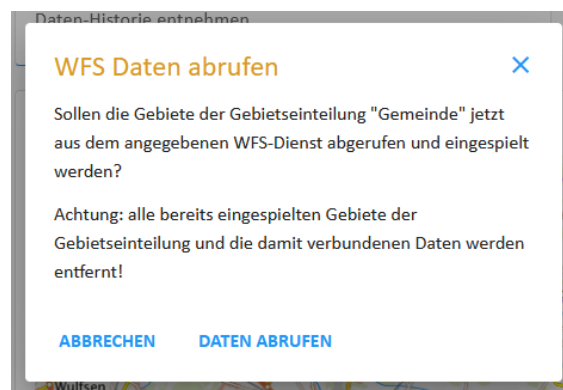 Daten-Historie entnehmen
WFS Daten abrufen
Sollen die Gebiete der Gebietseinteilung "Gemeinde" jetzt
aus dem angegebenen WFS-Dienst abgerufen und eingespielt
werden?
Achtung: alle bereits eingespielten Gebiete der
Gebietseinteilung und die damit verbundenen Daten werden
entfernt!
ABBRECHEN DATEN ABRUFEN
Wulfsen